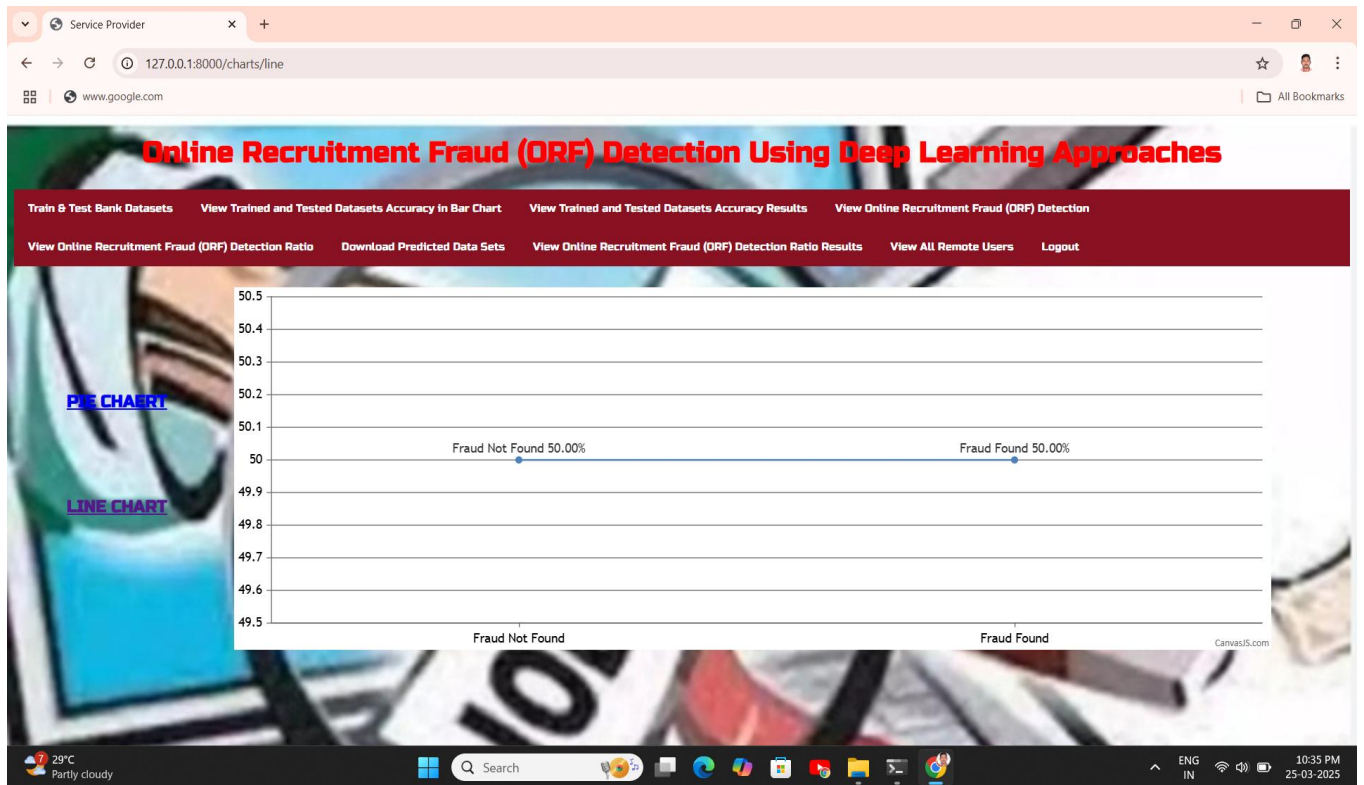 Service Provider
127.0.0.1:8000/charts/line
www.google.com
All Bookmarks
Online Recruitment Fraud (ORF) Detection Using Deep Learning Approaches
Train & Test Bank Datasets View Trained and Tested Datasets Accuracy in Bar Chart View Trained and Tested Datasets Accuracy Results View Online Recruitment Fraud (ORF) Detection
View Online Recruitment Fraud (ORF) Detection Ratio Download Predicted Data Sets View Online Recruitment Fraud (ORF) Detection Ratio Results View All Remote Users Logout
PIE CHAERT
LINE CHART
50.5
50.4
50.3
50.2
50.1
50
49.9
49.8
49.7
49.6
49.5
Fraud Not Found 50.00% Fraud Found 50.00%
Fraud Not Found Fraud Found
CanvasJS.com
JOB
7
29°C
Partly cloudy
Search
ENG
IN
10:35 PM
25-03-2025